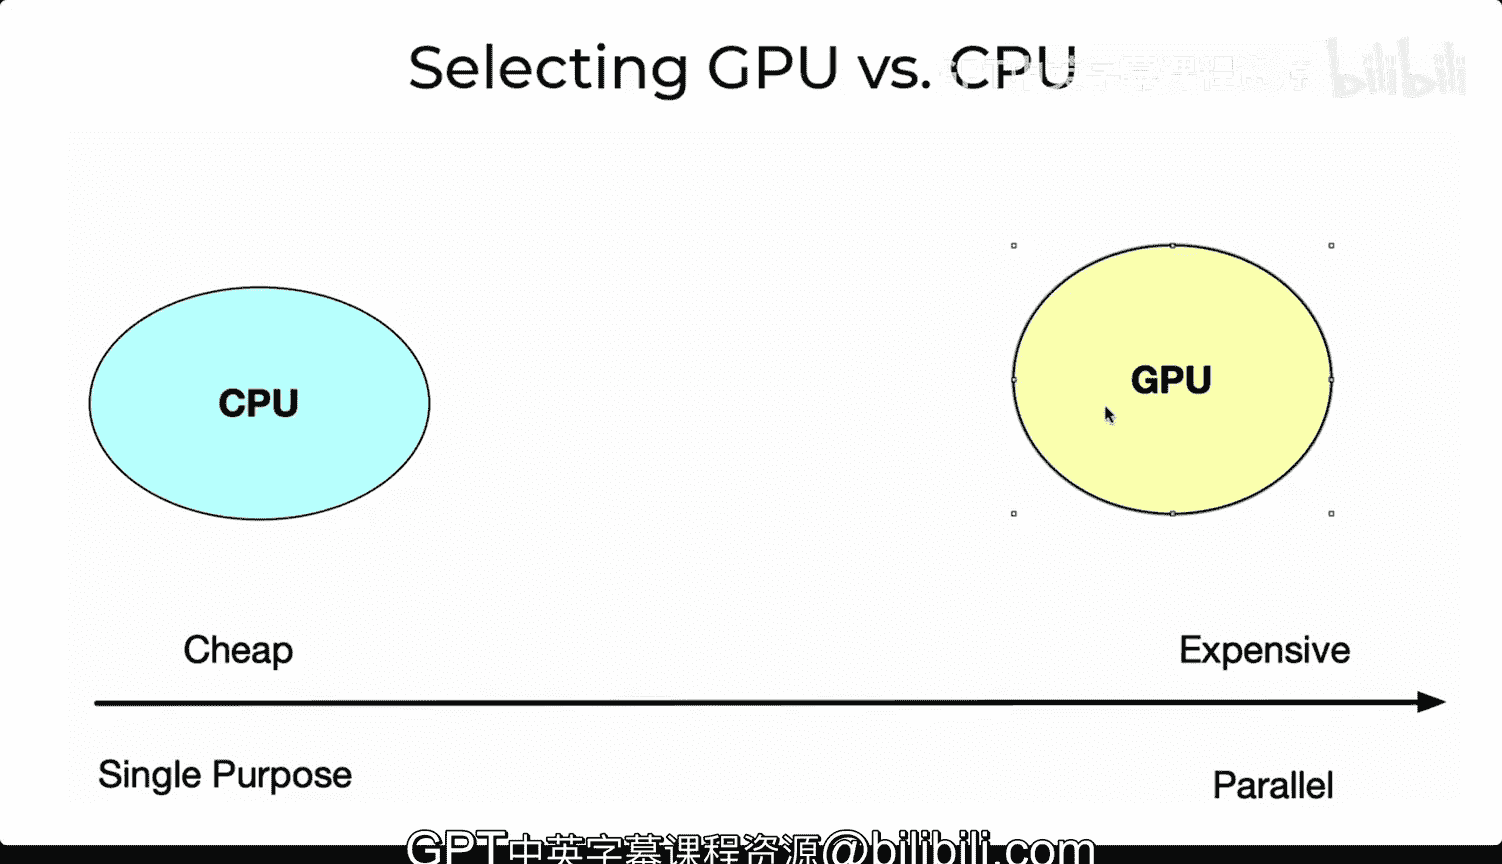 Selecting GPU vs. CPU
bilibili
CPU
GPU
Cheap
Expensive
Single Purpose
Parallel
GPT中英字幕课程资源@bilibili.com